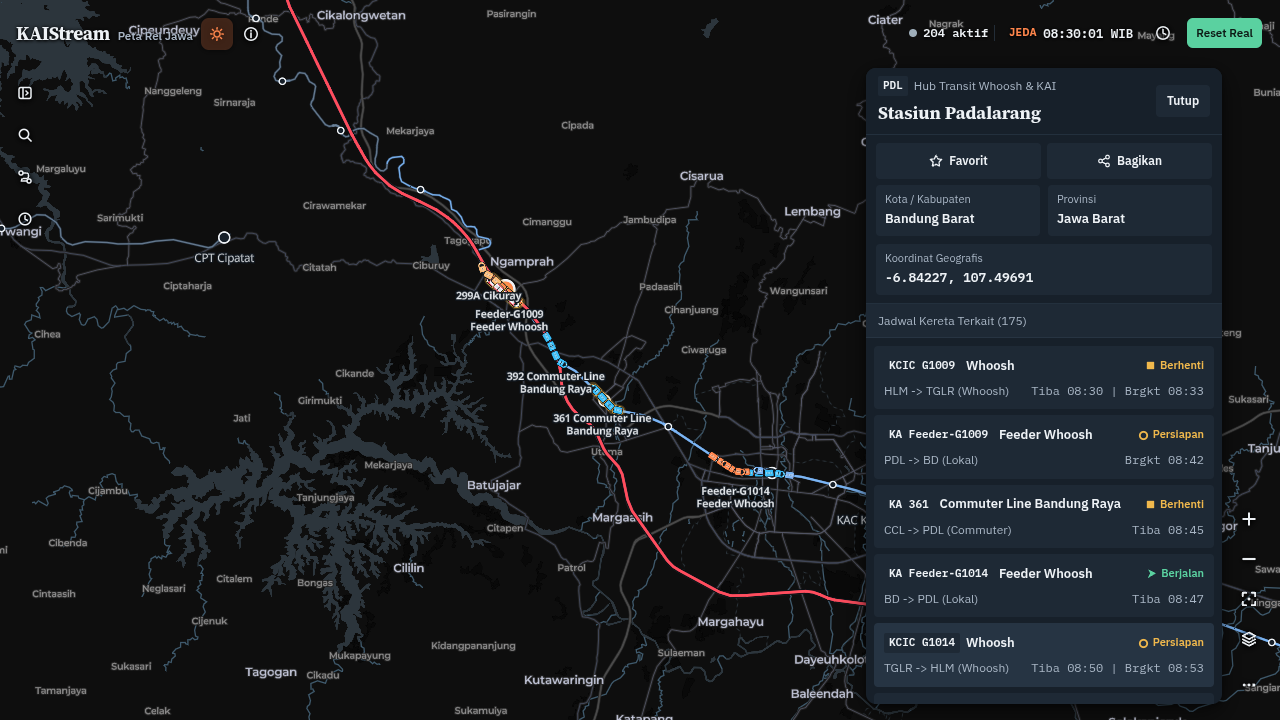 KAIStream
Peta Rel Jawa
204 aktif
JEDA 08:30:01 WIB
Reset Real
PDL Hub Transit Whoosh & KAI
Stasiun Padalarang
Tutup
Favorit
Bagikan
Kota / Kabupaten
Bandung Barat
Provinsi
Jawa Barat
Koordinat Geografis
-6.84227, 107.49691
Jadwal Kereta Terkait (175)
KCIC G1009 Whoosh Berhenti
HLM -> TGLR (Whoosh) Tiba 08:30 | Brgkt 08:33
KA Feeder-G1009 Feeder Whoosh Persiapan
PDL -> BD (Lokal) Brgkt 08:42
KA 361 Commuter Line Bandung Raya Berhenti
CCL -> PDL (Commuter) Tiba 08:45
KA Feeder-G1014 Feeder Whoosh Berjalan
BD -> PDL (Lokal) Tiba 08:47
KCIC G1014 Whoosh Persiapan
TGLR -> HLM (Whoosh) Tiba 08:50 | Brgkt 08:53
Cikalongwetan
Pasirangin
Ciater
Nagrak
Nanggeleng
Sirnaraja
Mekarjaya
Cipada
Margaluyu
Cisarua
Cirawamekar
Cimanggu
Jambudipa
Lembang
Sarimukti
CPT Cipatat
Citatah
Ciburuy
Ngamprah
Ciptaharja
Padaasih
Wangunsari
299A Cikuray
Feeder-G1009
Feeder Whoosh
Cimanjung
Cihea
Ciwaruga
392 Commuter Line
Bandung Raya
Cikande
Girimukti
Jati
361 Commuter Line
Bandung Raya
Utama
Mekarjaya
Cijambu
Tanjungjaya
Batujajar
Feeder-G1014
Feeder Whoosh
Margaasih
Citapen
Cibenda
Cililin
Patrol
Cintaasih
Neglasari
Citalem
Bongas
Cijenuk
Margahayu
Kidangpananjung
Sulaeman
Mukapayung
Sukasari
Tagogan
Cikadu
Kutawaringin
Tamanjaya
Celak
Sukamulya
Baleendah
Sukasari